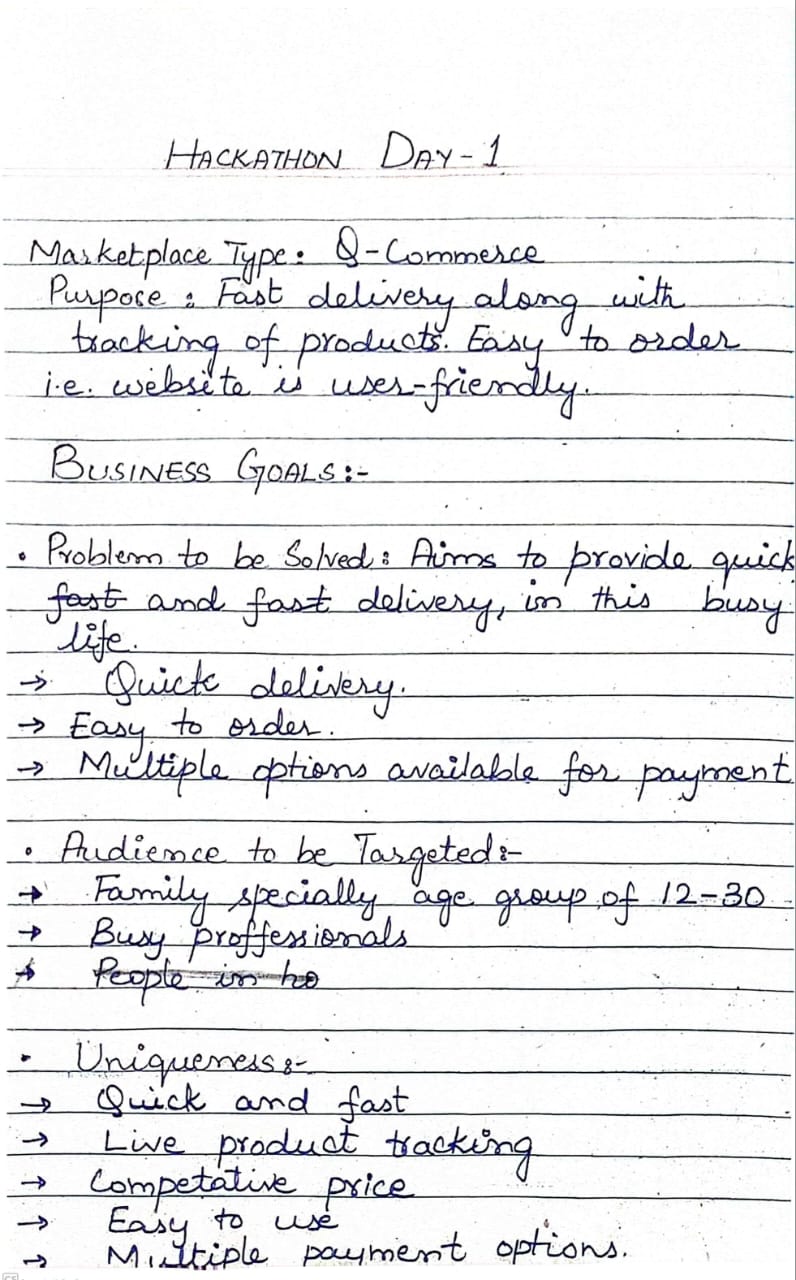 HACKATHON DAY-1
Marketplace Type: Q-Commerce
Purpose: Fast delivery along with
tracking of products. Easy to order
i.e. website is user-friendly.
BUSINESS GOALS:-
• Problem to be Solved: Aims to provide quick
fast and fast delivery, in this busy
life.
→ Quick delivery.
→ Easy to order.
→ Multiple options available for payment
• Audience to be Targeted:-
→ Family specially age group of 12-30
→ Busy proffessionals
→ People in ho
• Uniqueness:-
→ Quick and fast
→ Live product tracking
→ Competative price
→ Easy to use
→ Multiple payment options.
CS